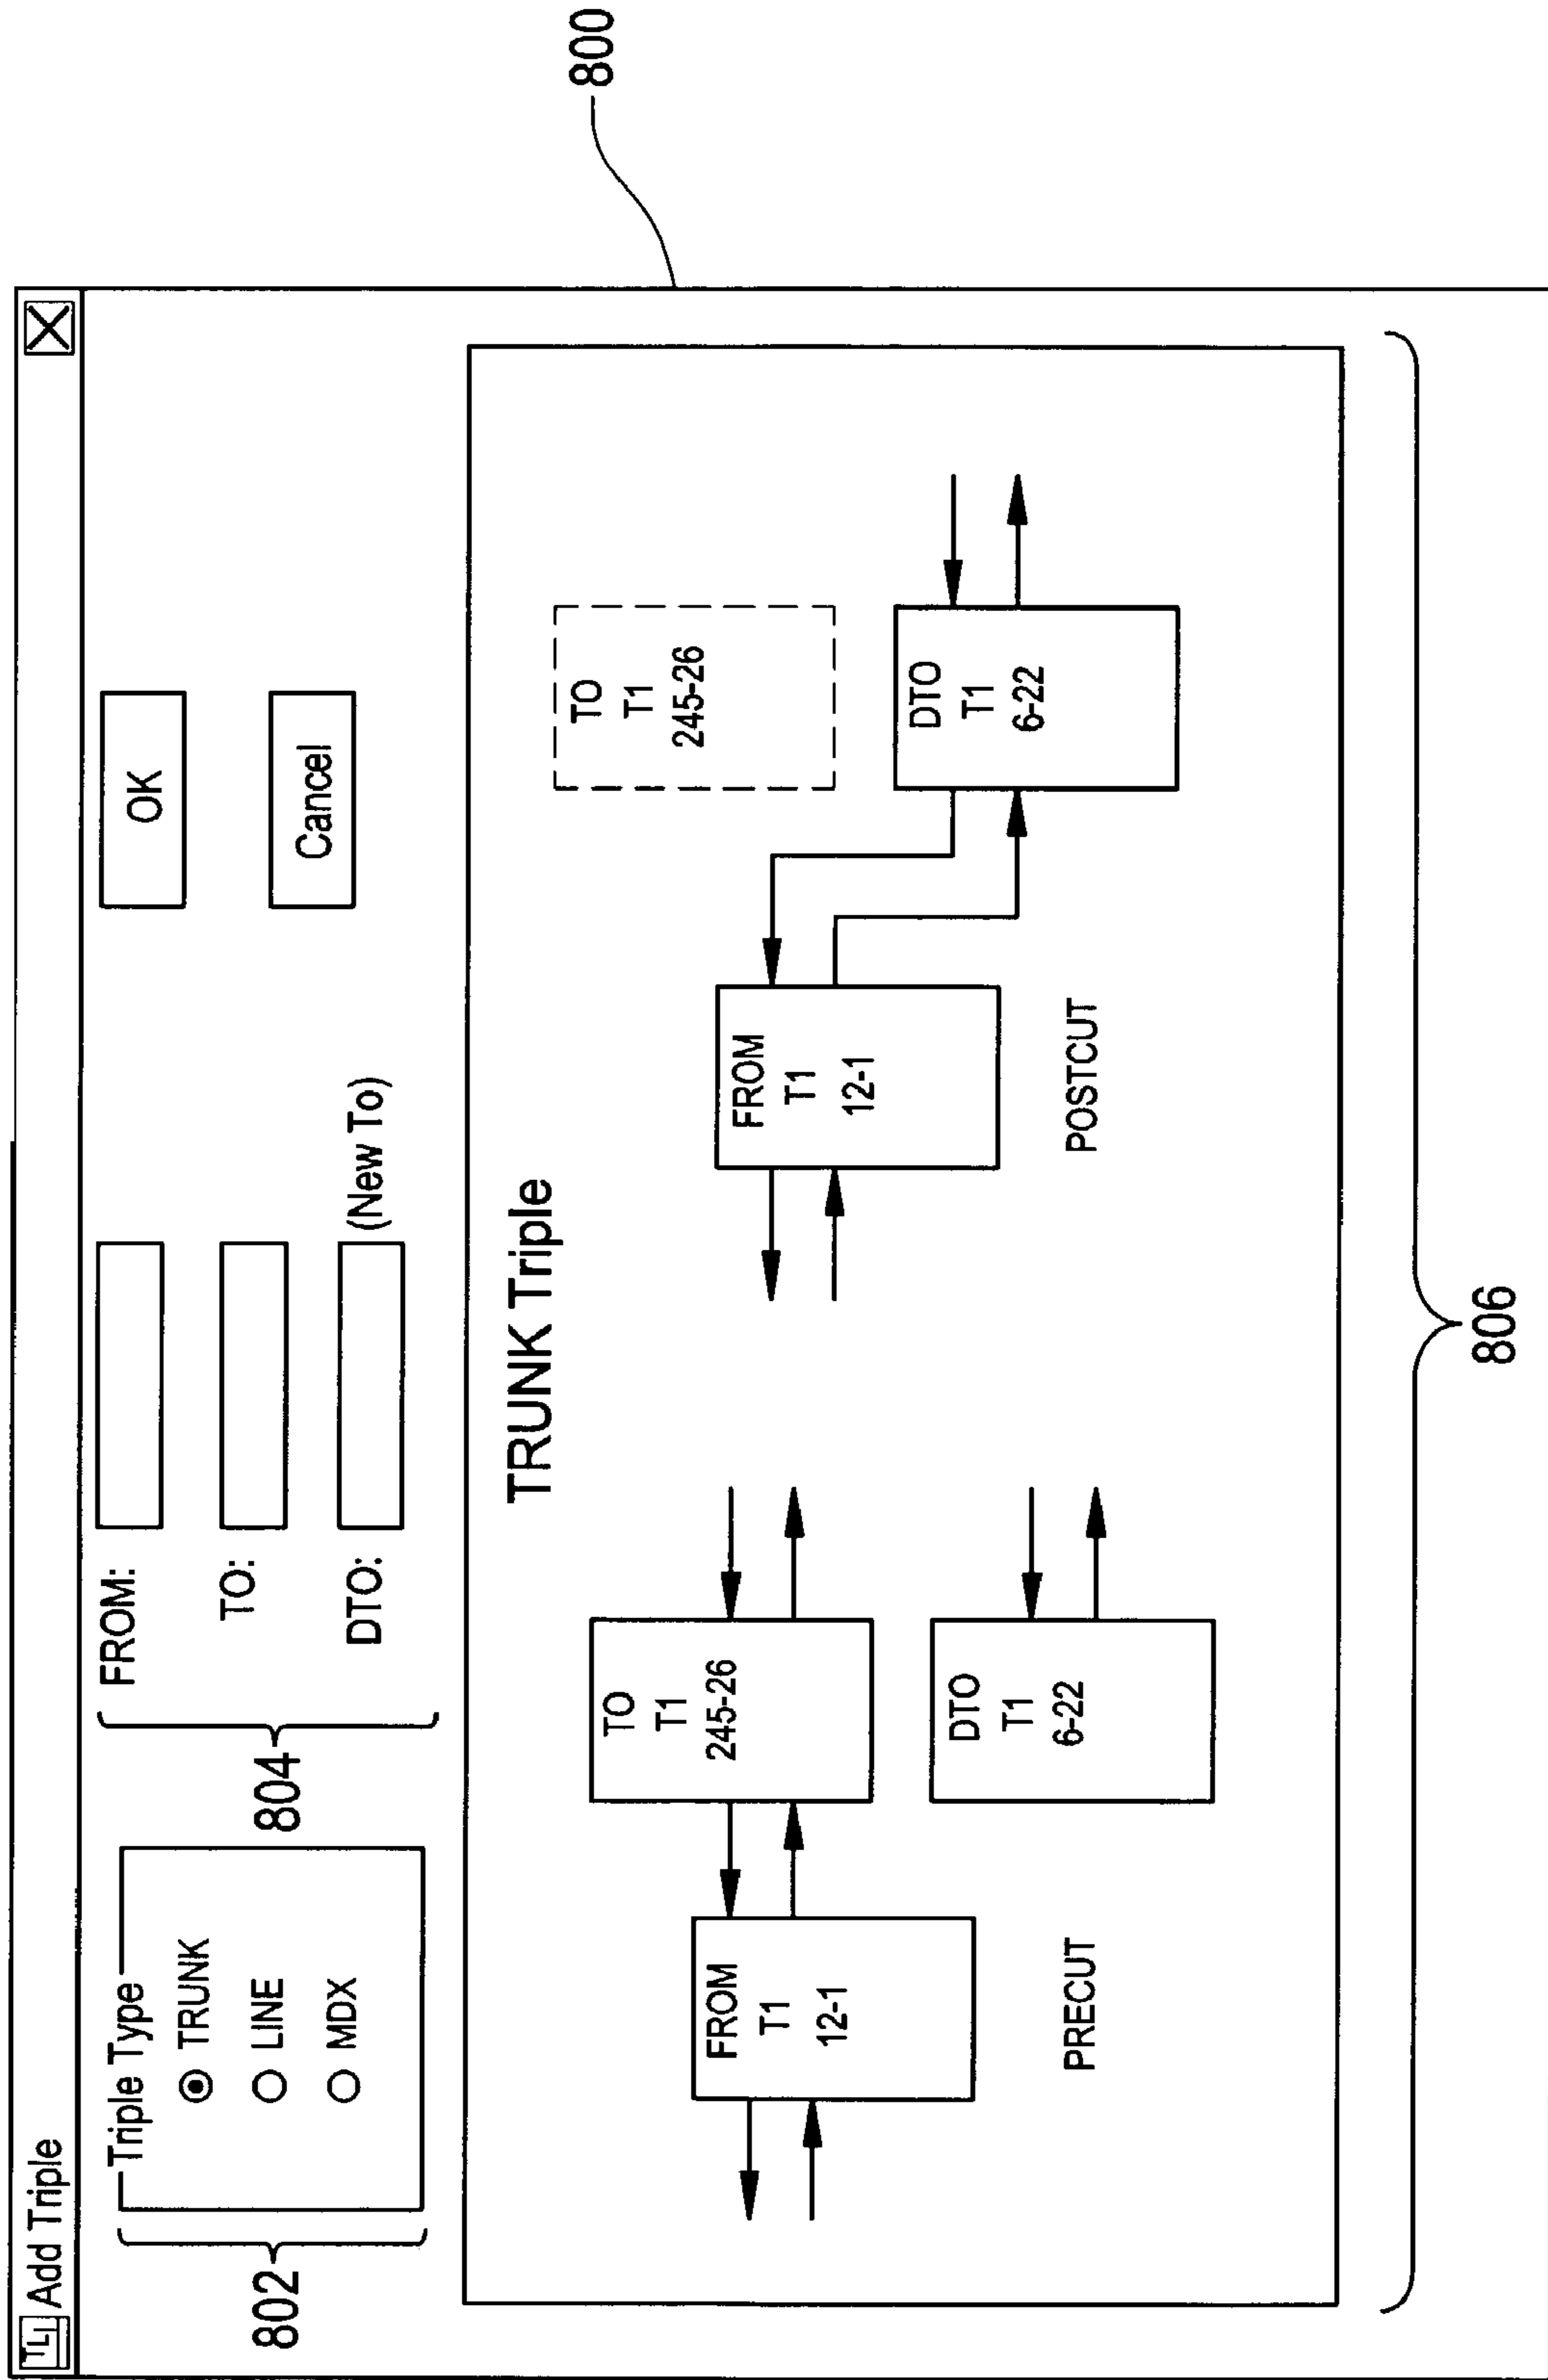 TLI Add Triple
800
802
Triple Type
TRUNK
LINE
MDX
804
FROM:
TO:
DTO:
(New To)
OK
Cancel
TRUNK Triple
FROM
T1
12-1
TO
T1
245-26
DTO
T1
6-22
PRECUT
FROM
T1
12-1
TO
T1
245-26
DTO
T1
6-22
POSTCUT
806